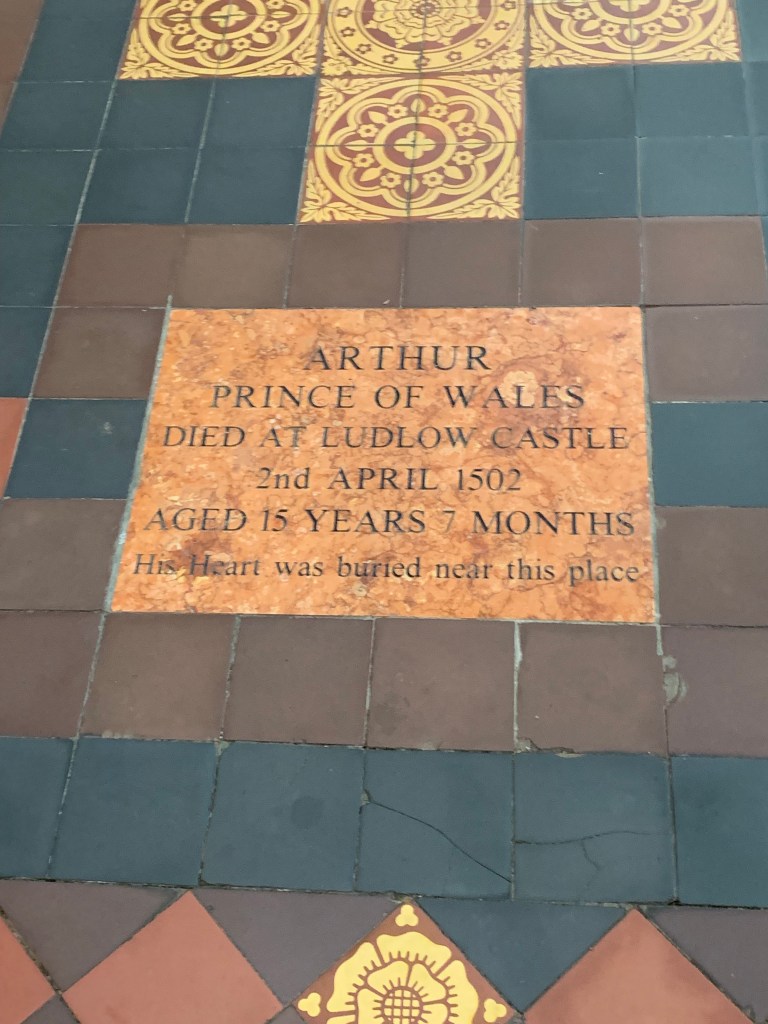 ARTHUR
PRINCE OF WALES
DIED AT LUDLOW CASTLE
2nd APRIL 1502
AGED 15 YEARS 7 MONTHS
His Heart was buried near this place